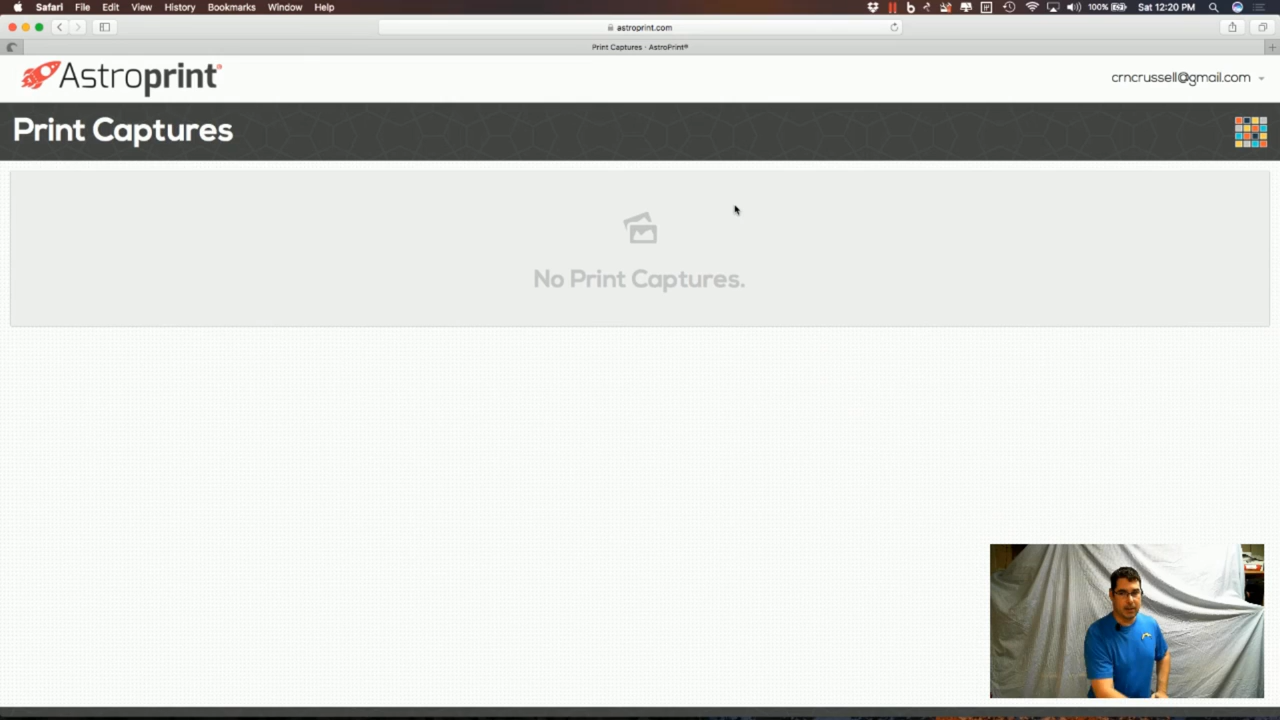 Safari File Edit View History Bookmarks Window Help 100% Sat 12:20 PM
astroprint.com
Print Captures - AstroPrint®
Astroprint® crncrussell@gmail.com
Print Captures
No Print Captures.